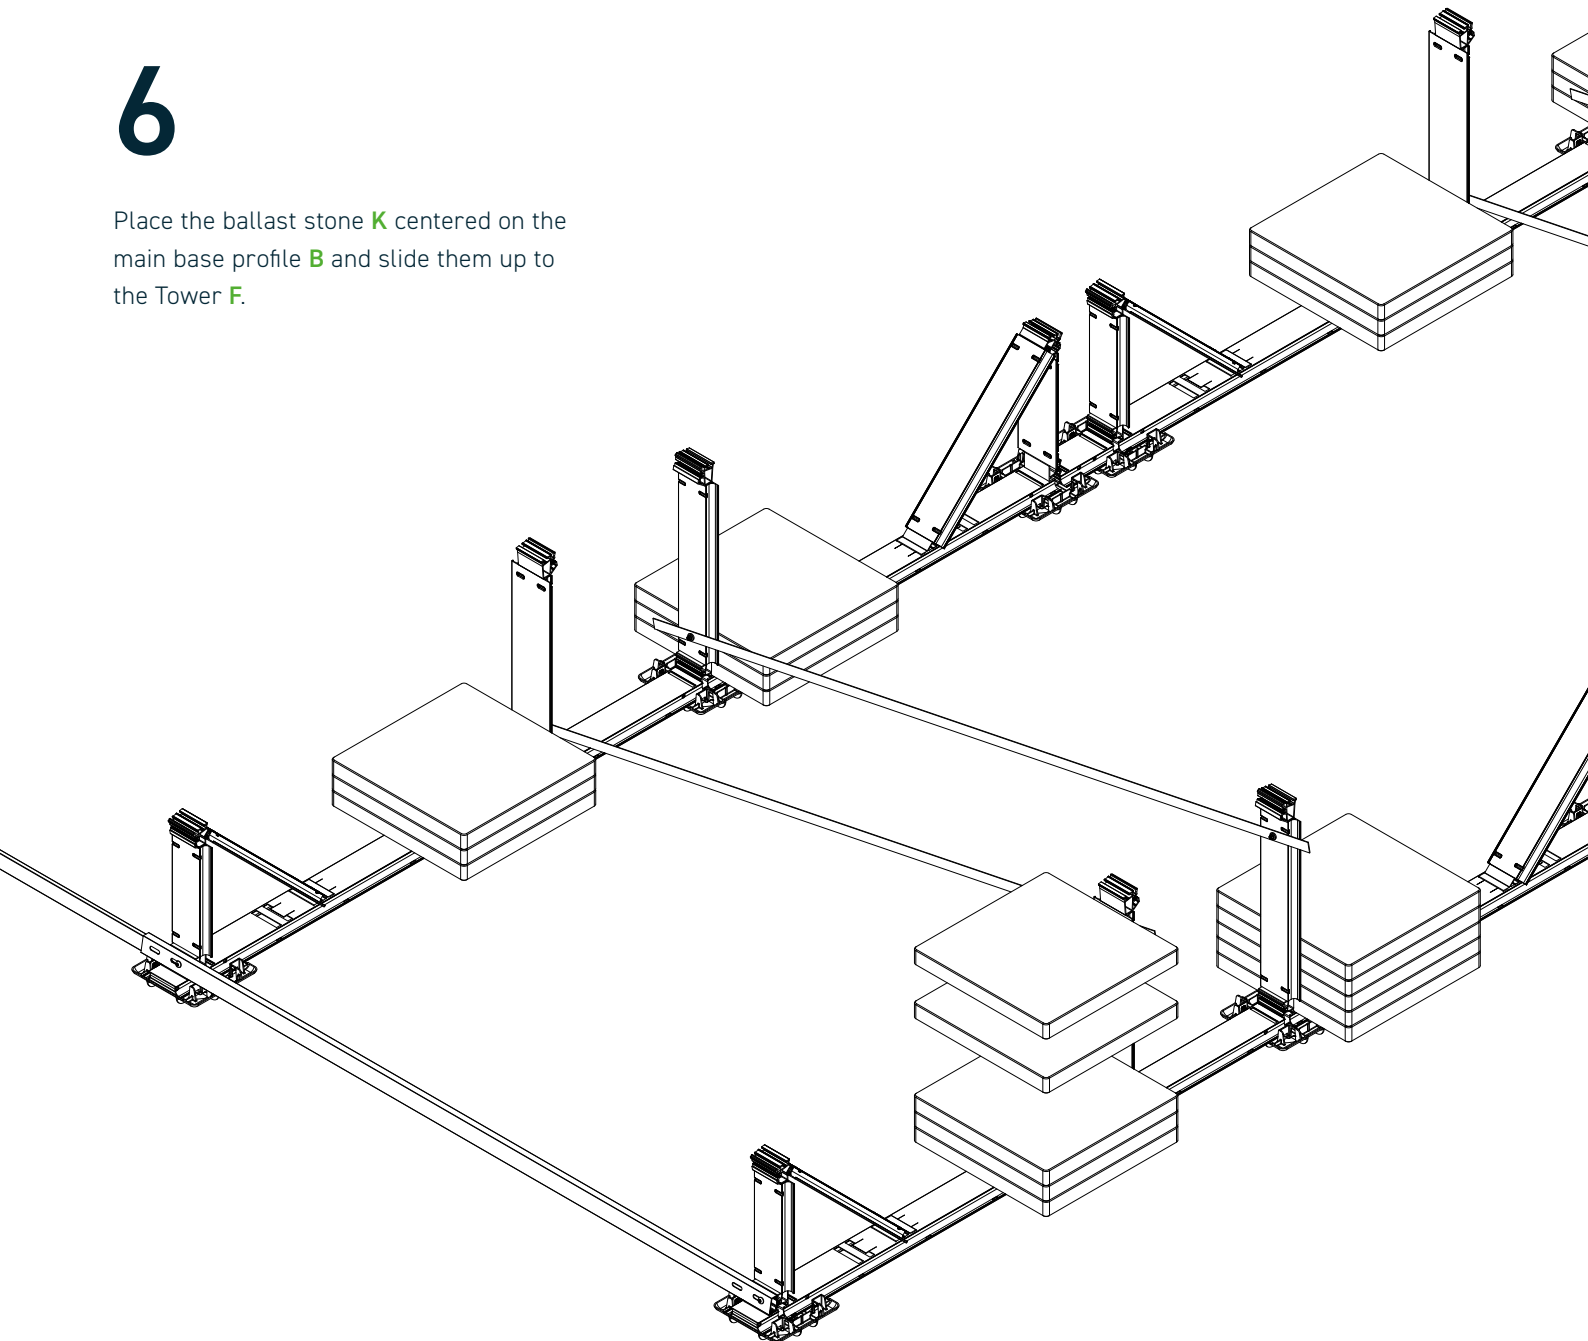 6
Place the ballast stone K centered on the
main base profile B and slide them up to
the Tower F.